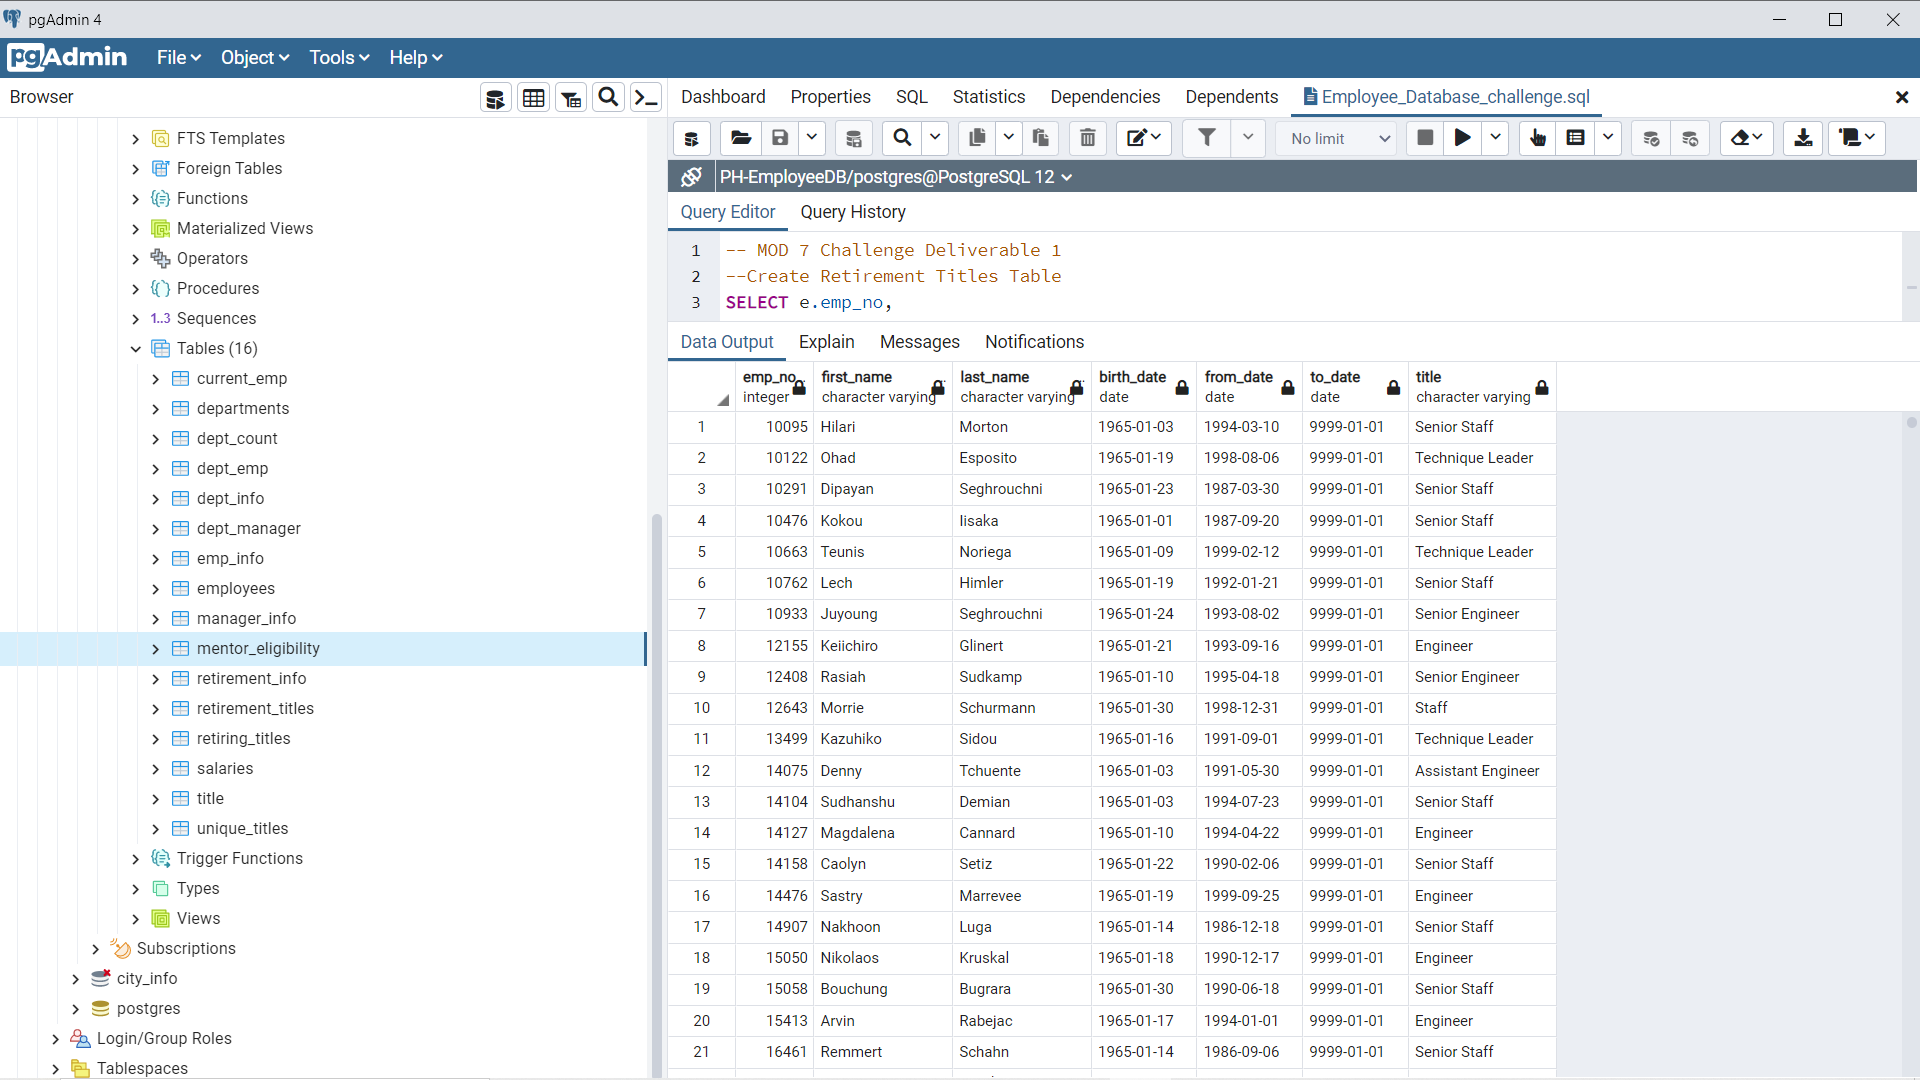 pgAdmin 4
pgAdmin
File Object Tools Help
Browser
Dashboard Properties SQL Statistics Dependencies Dependents Employee_Database_challenge.sql
No limit
FTS Templates
Foreign Tables
Functions
Materialized Views
Operators
Procedures
1..3 Sequences
Tables (16)
current_emp
departments
dept_count
dept_emp
dept_info
dept_manager
emp_info
employees
manager_info
mentor_eligibility
retirement_info
retirement_titles
retiring_titles
salaries
title
unique_titles
Trigger Functions
Types
Views
Subscriptions
city_info
postgres
Login/Group Roles
Tablespaces
PH-EmployeeDB/postgres@PostgreSQL 12
Query Editor Query History
1 -- MOD 7 Challenge Deliverable 1
2 --Create Retirement Titles Table
3 SELECT e.emp_no,
Data Output Explain Messages Notifications
emp_no first_name last_name birth_date from_date to_date title
integer character varying character varying date date date character varying
1 10095 Hilari Morton 1965-01-03 1994-03-10 9999-01-01 Senior Staff
2 10122 Ohad Esposito 1965-01-19 1998-08-06 9999-01-01 Technique Leader
3 10291 Dipayan Seghrouchni 1965-01-23 1987-03-30 9999-01-01 Senior Staff
4 10476 Kokou Iisaka 1965-01-01 1987-09-20 9999-01-01 Senior Staff
5 10663 Teunis Noriega 1965-01-09 1999-02-12 9999-01-01 Technique Leader
6 10762 Lech Himler 1965-01-19 1992-01-21 9999-01-01 Senior Staff
7 10933 Juyoung Seghrouchni 1965-01-24 1993-08-02 9999-01-01 Senior Engineer
8 12155 Keiichiro Glinert 1965-01-21 1993-09-16 9999-01-01 Engineer
9 12408 Rasiah Sudkamp 1965-01-10 1995-04-18 9999-01-01 Senior Engineer
10 12643 Morrie Schurmann 1965-01-30 1998-12-31 9999-01-01 Staff
11 13499 Kazuhiko Sidou 1965-01-16 1991-09-01 9999-01-01 Technique Leader
12 14075 Denny Tchuente 1965-01-03 1991-05-30 9999-01-01 Assistant Engineer
13 14104 Sudhanshu Demian 1965-01-03 1994-07-23 9999-01-01 Senior Staff
14 14127 Magdalena Cannard 1965-01-10 1994-04-22 9999-01-01 Engineer
15 14158 Caolyn Setiz 1965-01-22 1990-02-06 9999-01-01 Senior Staff
16 14476 Sastry Marrevee 1965-01-19 1999-09-25 9999-01-01 Engineer
17 14907 Nakhoon Luga 1965-01-14 1986-12-18 9999-01-01 Senior Staff
18 15050 Nikolaos Kruskal 1965-01-18 1990-12-17 9999-01-01 Engineer
19 15058 Bouchung Bugrara 1965-01-30 1990-06-18 9999-01-01 Senior Staff
20 15413 Arvin Rabejac 1965-01-17 1994-01-01 9999-01-01 Engineer
21 16461 Remmert Schahn 1965-01-14 1986-09-06 9999-01-01 Senior Staff